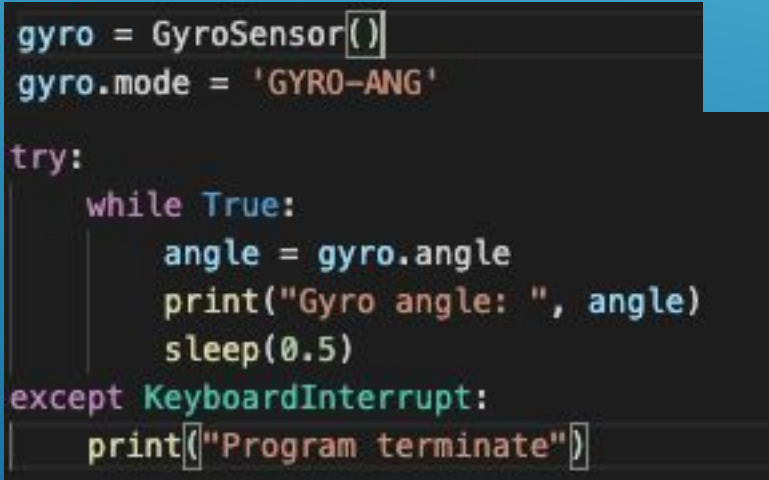 gyro = GyroSensor()
gyro.mode = 'GYRO-ANG'
try:
    while True:
        angle = gyro.angle
        print("Gyro angle: ", angle)
        sleep(0.5)
except KeyboardInterrupt:
    print("Program terminate")